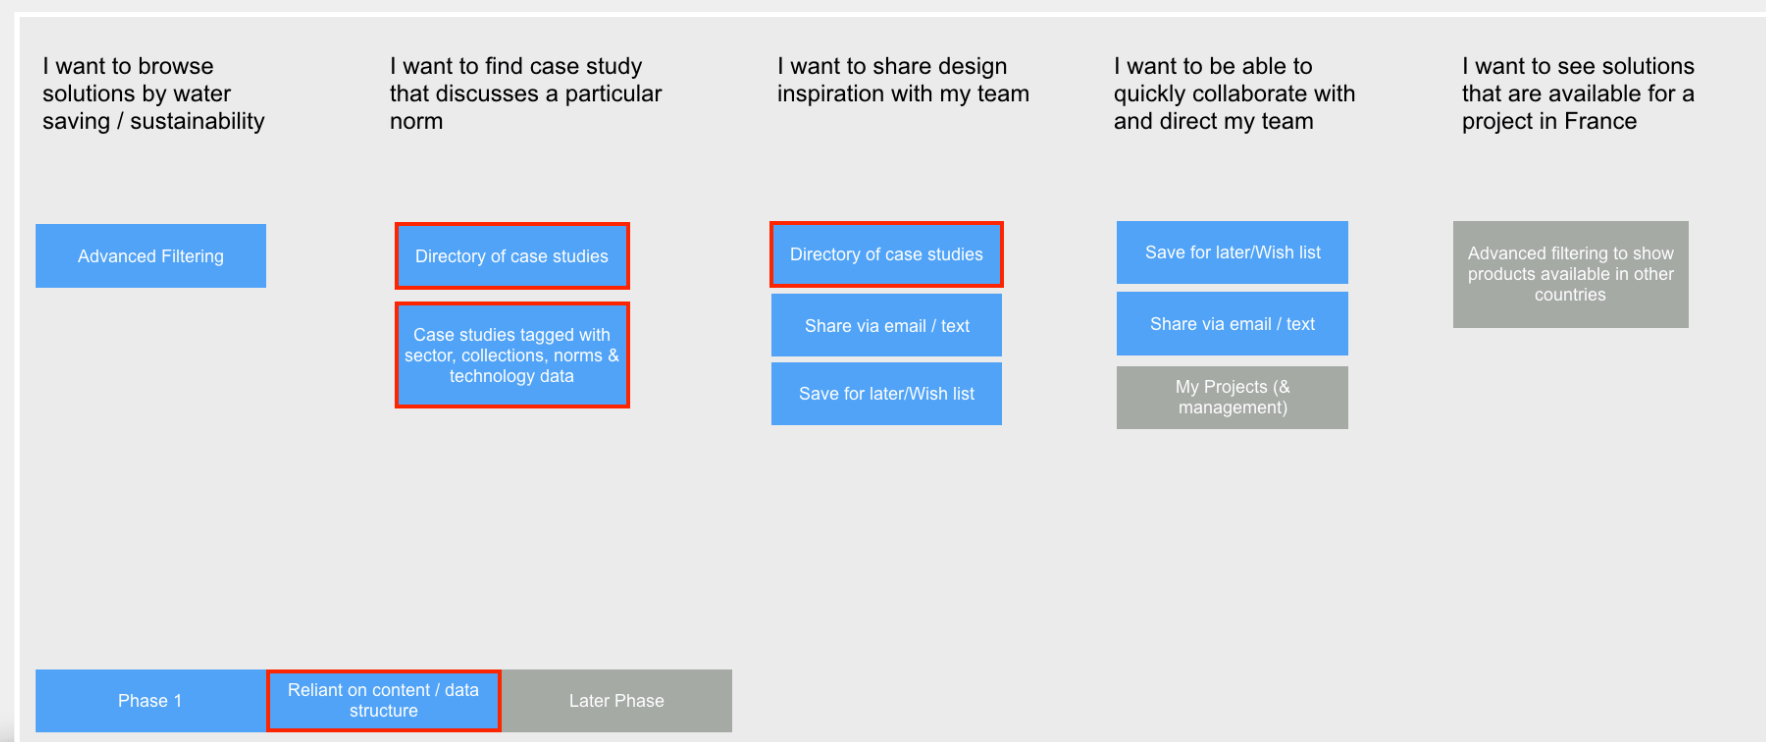 I want to browse
solutions by water
saving / sustainability
I want to find case study
that discusses a particular
norm
I want to share design
inspiration with my team
I want to be able to
quickly collaborate with
and direct my team
I want to see solutions
that are available for a
project in France
Advanced Filtering
Directory of case studies
Case studies tagged with
sector, collections, norms &
technology data
Directory of case studies
Share via email / text
Save for later/Wish list
Save for later/Wish list
Share via email / text
My Projects (&
management)
Advanced filtering to show
products available in other
countries
Phase 1
Reliant on content / data
structure
Later Phase